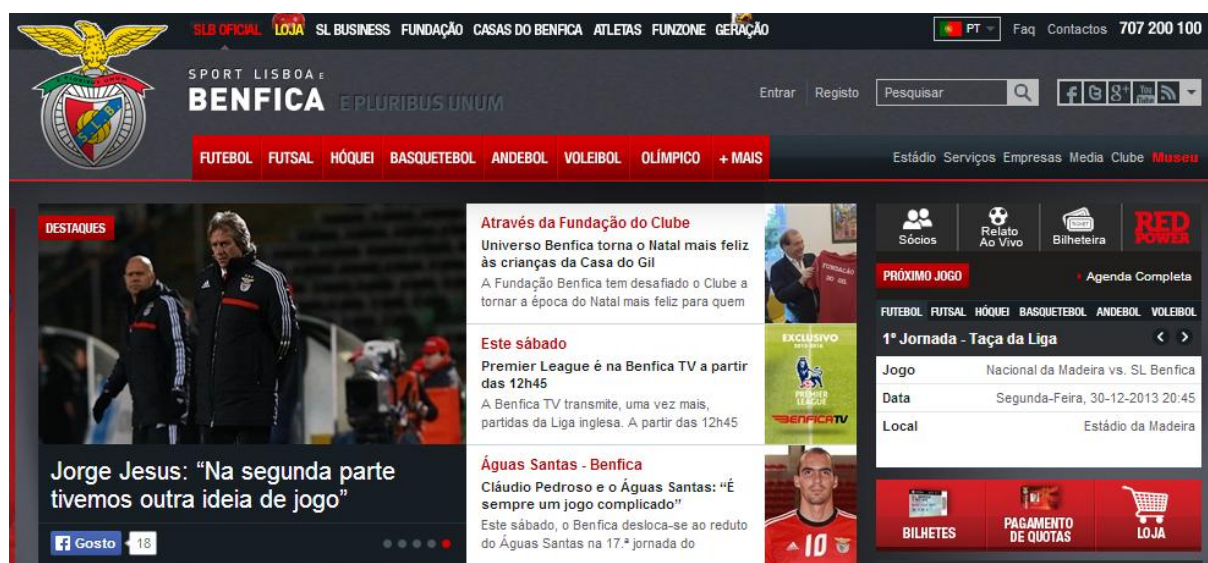 SLB OFICIAL LOJA SL BUSINESS FUNDAÇÃO CASAS DO BENFICA ATLETAS FUNZONE GERAÇÃO
PT Faq Contactos 707 200 100
SPORT LISBOA E
BENFICA E PLURIBUS UNUM
Entrar Registo Pesquisar
FUTEBOL FUTSAL HÓQUEI BASQUETEBOL ANDEBOL VOLEIBOL OLÍMPICO + MAIS
Estádio Serviços Empresas Media Clube Museu
DESTAQUES
Jorge Jesus: “Na segunda parte
tivemos outra ideia de jogo”
Gosto 18
Através da Fundação do Clube
Universo Benfica torna o Natal mais feliz
às crianças da Casa do Gil
A Fundação Benfica tem desafiado o Clube a
tornar a época do Natal mais feliz para quem
FUNDAÇÃO
DO GIL
Este sábado
Premier League é na Benfica TV a partir
das 12h45
A Benfica TV transmite, uma vez mais,
partidas da Liga inglesa. A partir das 12h45
EXCLUSIVO
PREMIER
LEAGUE
BENFICATV
Águas Santas - Benfica
Cláudio Pedroso e o Águas Santas: “É
sempre um jogo complicado”
Este sábado, o Benfica desloca-se ao reduto
do Águas Santas na 17.ª jornada do
10
Sócios
Relato
Ao Vivo
Bilheteira
RED
POWER
PRÓXIMO JOGO
Agenda Completa
FUTEBOL FUTSAL HÓQUEI BASQUETEBOL ANDEBOL VOLEIBOL
1ª Jornada - Taça da Liga
Jogo Nacional da Madeira vs. SL Benfica
Data Segunda-Feira, 30-12-2013 20:45
Local Estádio da Madeira
BILHETES
PAGAMENTO
DE QUOTAS
LOJA